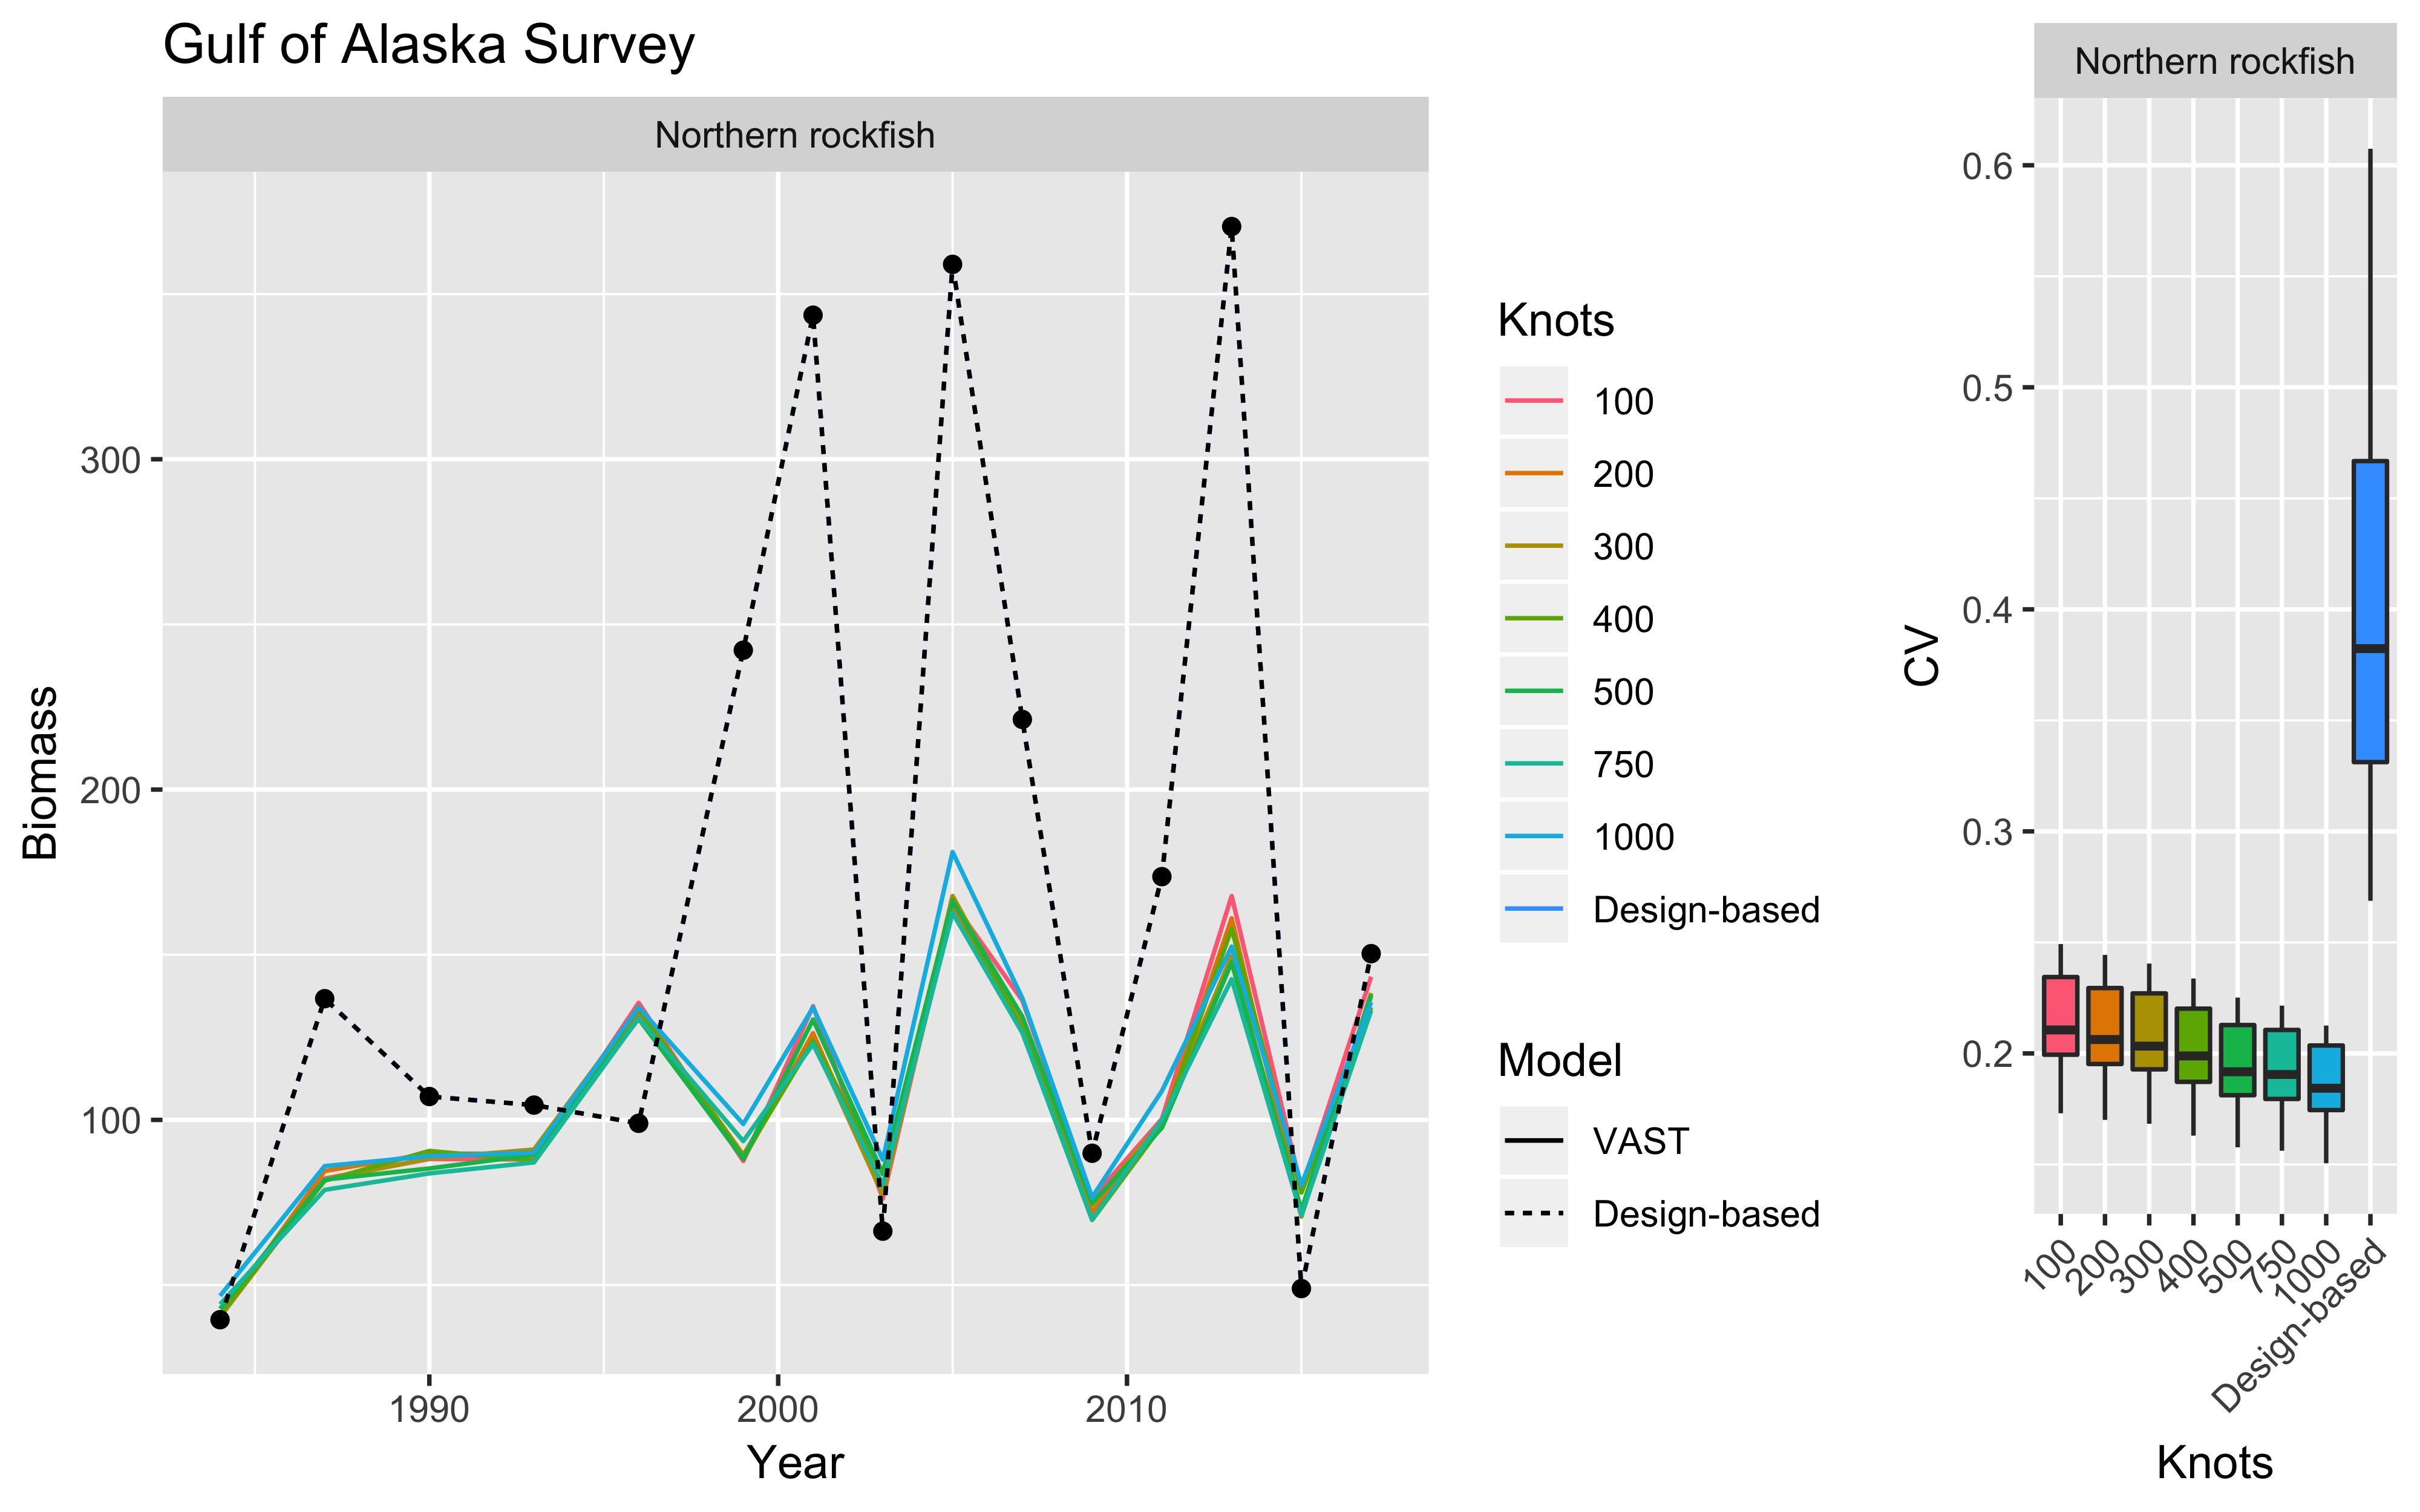 Gulf of Alaska Survey
Northern rockfish
Biomass
300
200
100
1990
2000
2010
Year
Knots
100
200
300
400
500
750
1000
Design-based
Model
VAST
Design-based
Northern rockfish
CV
0.6
0.5
0.4
0.3
0.2
100
200
300
400
500
750
1000
Design-based
Knots